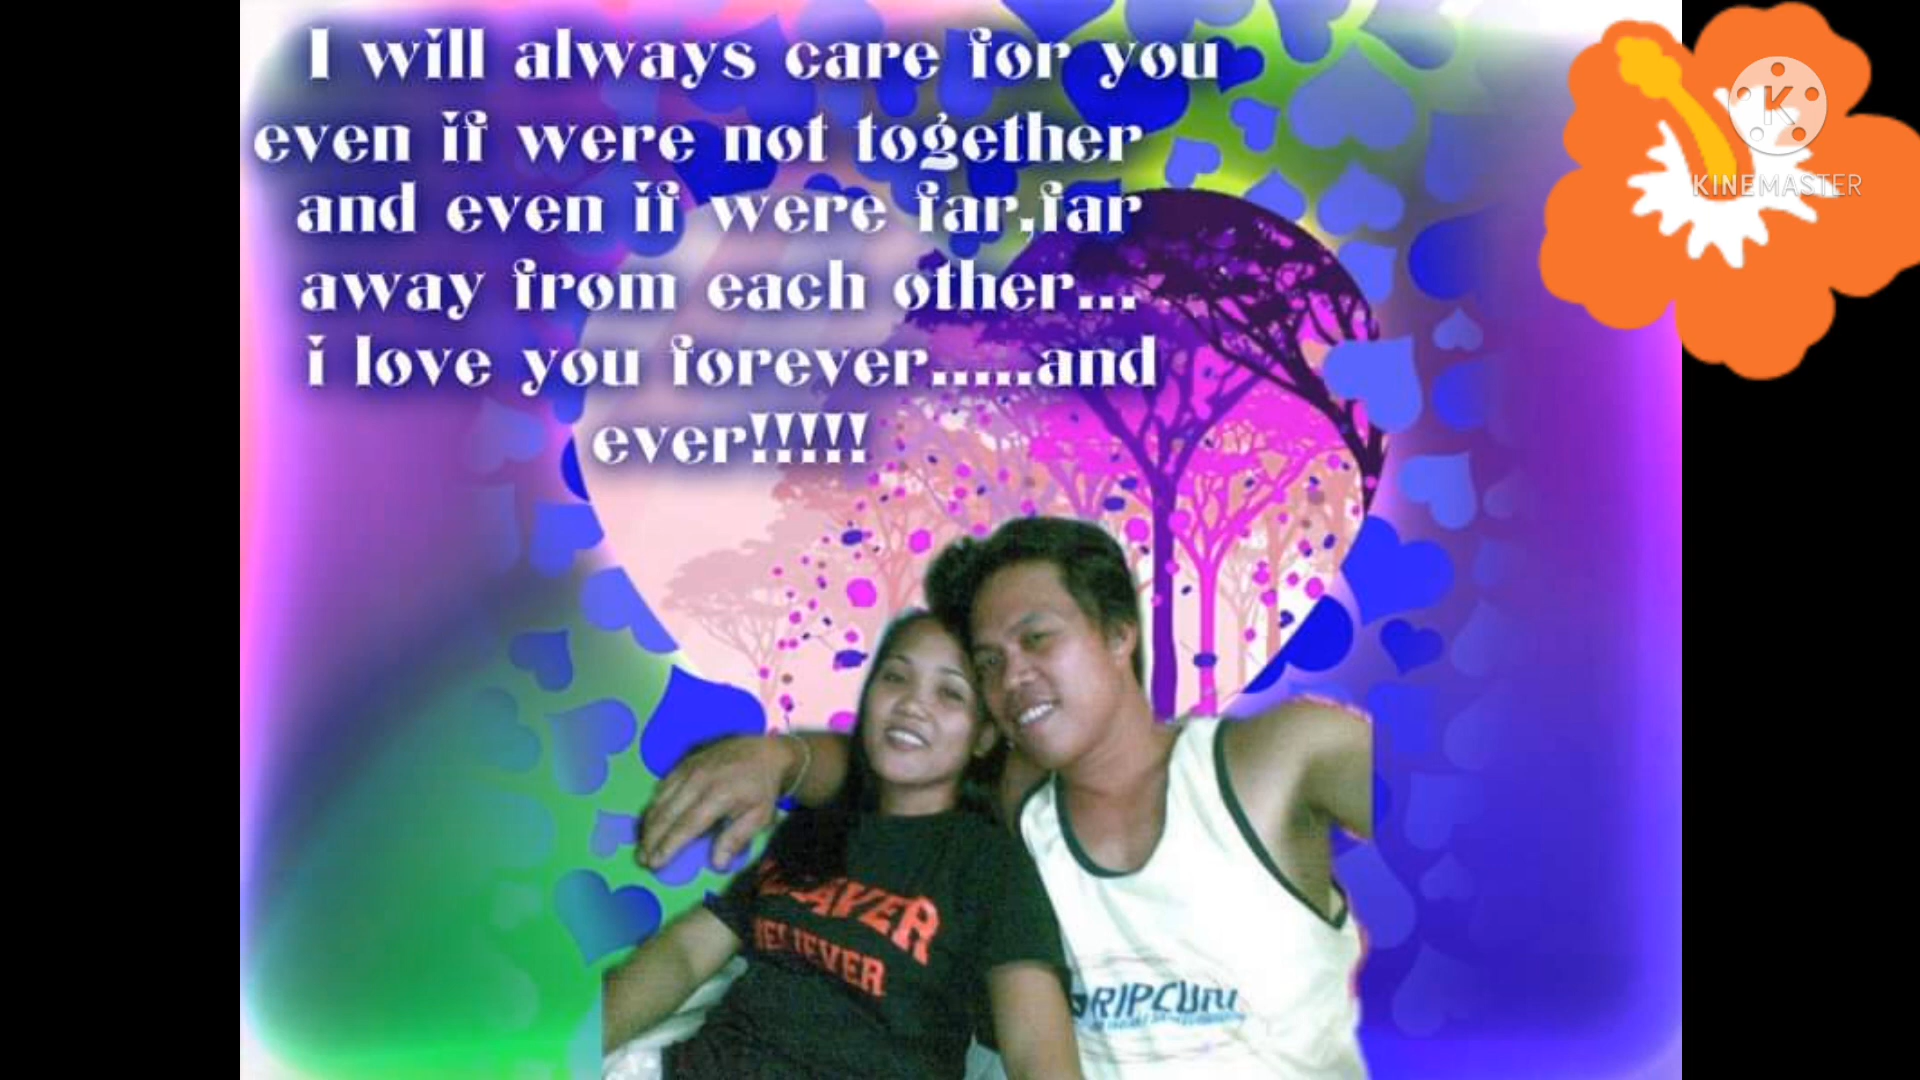 I will always care for you
even if were not together
and even if were far,far
away from each other...
i love you forever.....and
ever!!!!!
K
KINEMASTER
RIPCURL